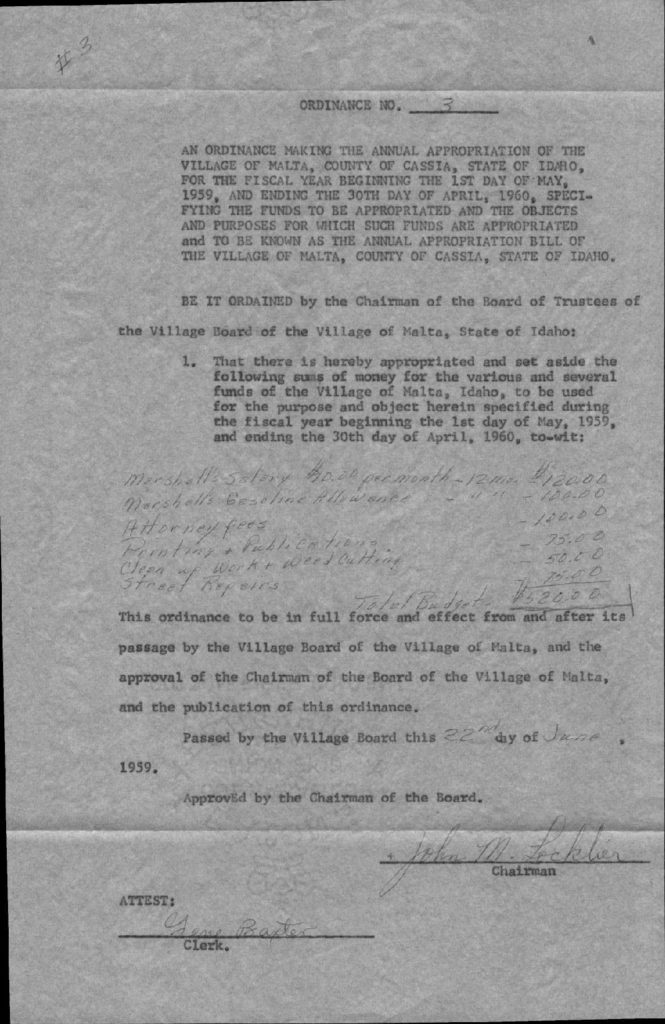 # 3
ORDINANCE NO. 3
AN ORDINANCE MAKING THE ANNUAL APPROPRIATION OF THE
VILLAGE OF MALTA, COUNTY OF CASSIA, STATE OF IDAHO,
FOR THE FISCAL YEAR BEGINNING THE 1ST DAY OF MAY,
1959, AND ENDING THE 30TH DAY OF APRIL, 1960, SPECI-
FYING THE FUNDS TO BE APPROPRIATED AND THE OBJECTS
AND PURPOSES FOR WHICH SUCH FUNDS ARE APPROPRIATED
and TO BE KNOWN AS THE ANNUAL APPROPRIATION BILL OF
THE VILLAGE OF MALTA, COUNTY OF CASSIA, STATE OF IDAHO.
BE IT ORDAINED by the Chairman of the Board of Trustees of
the Village Board of the Village of Malta, State of Idaho:
1. That there is hereby appropriated and set aside the
following sums of money for the various and several
funds of the Village of Malta, Idaho, to be used
for the purpose and object herein specified during
the fiscal year beginning the 1st day of May, 1959,
and ending the 30th day of April, 1960, to-wit:
Marshall's Salary $10.00 per month - 12 mo. $120.00
Marshall's Gasoline Allowance - " " - 100.00
Attorney fees - 100.00
Printing + Publications - 75.00
Clean up Work + Weed Cutting - 50.00
Street Repairs 75.00
Total Budget $520.00
This ordinance to be in full force and effect from and after its
passage by the Village Board of the Village of Malta, and the
approval of the Chairman of the Board of the Village of Malta,
and the publication of this ordinance.
Passed by the Village Board this 22nd day of June,
1959.
ApprovEd by the Chairman of the Board.
John M. Lockler
Chairman
ATTEST:
Gene Baxter
Clerk.